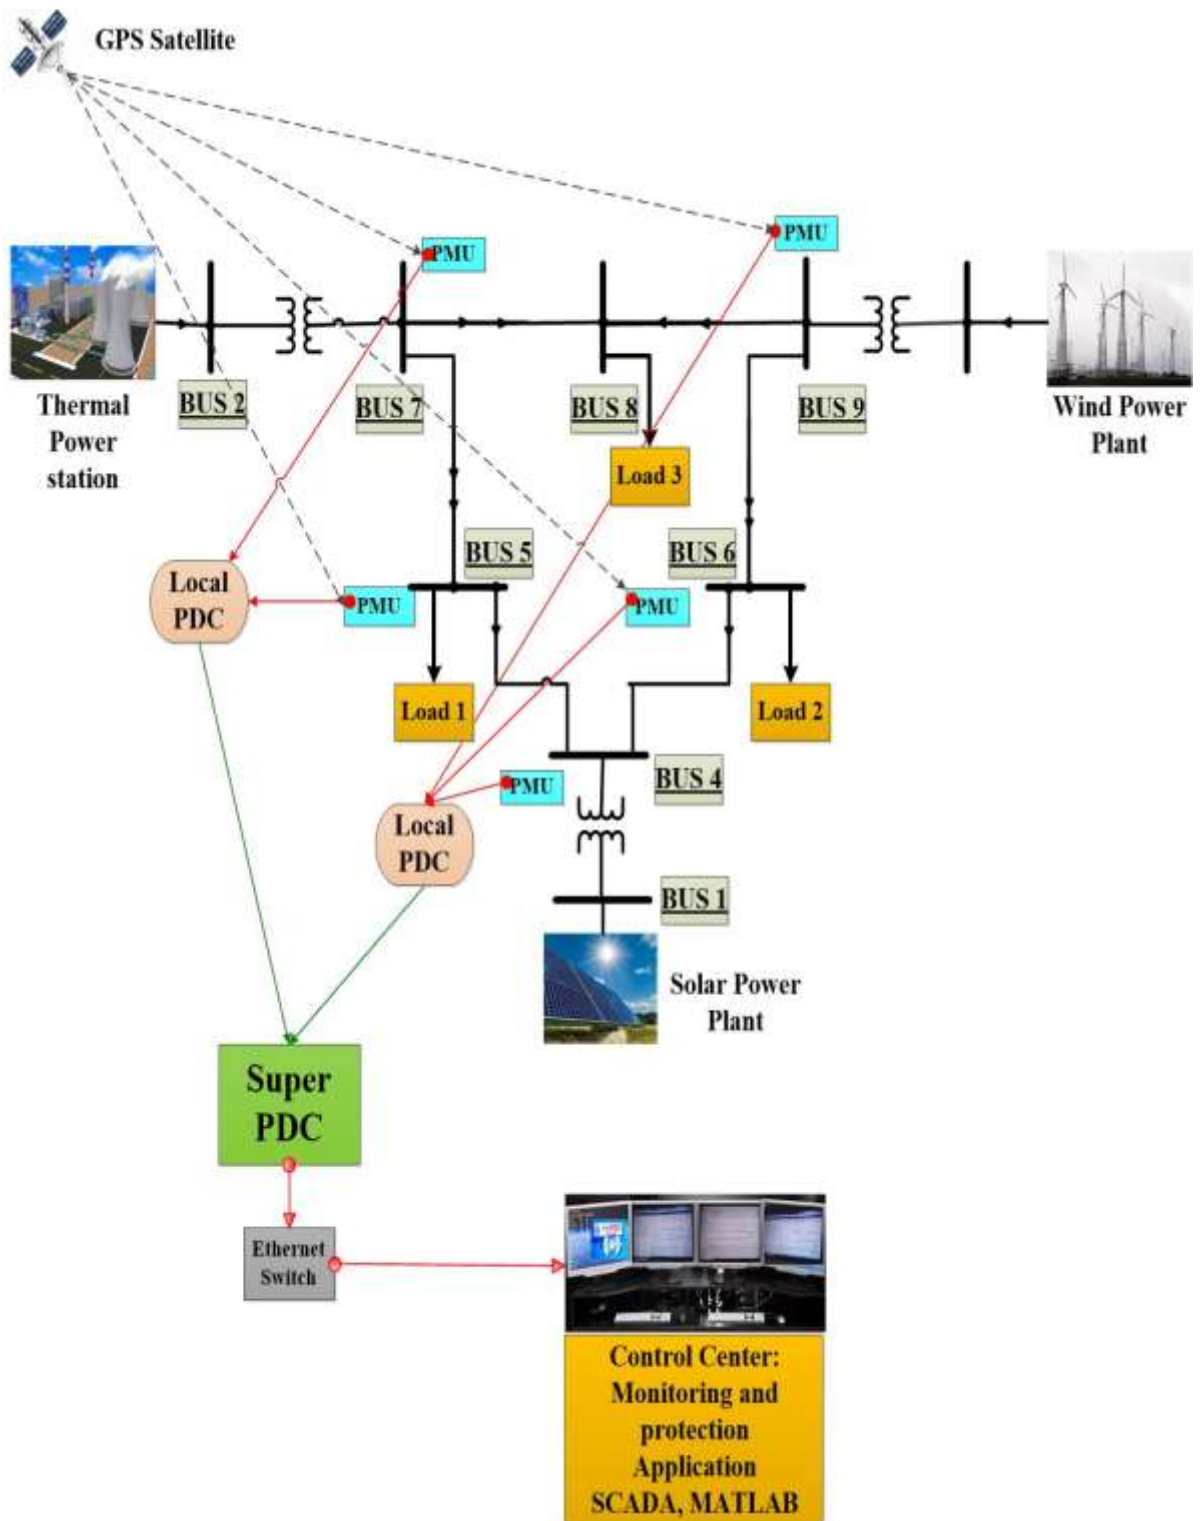 GPS Satellite
PMU
PMU
BUS 2
BUS 7
BUS 8
BUS 9
Thermal
Power
station
Wind Power
Plant
Load 3
BUS 5
BUS 6
Local
PDC
PMU
PMU
Load 1
Load 2
BUS 4
PMU
Local
PDC
BUS 1
Solar Power
Plant
Super
PDC
Ethernet
Switch
Control Center:
Monitoring and
protection
Application
SCADA, MATLAB